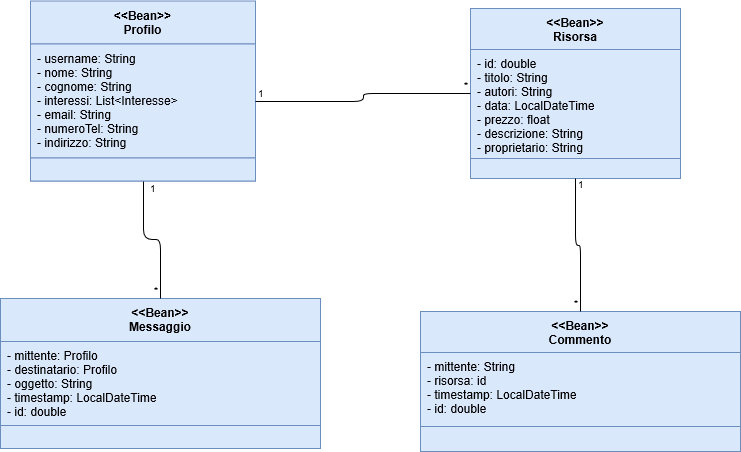 <<Bean>>
Profilo
- username: String
- nome: String
- cognome: String
- interessi: List<Interesse>
- email: String
- numeroTel: String
- indirizzo: String
1
1
<<Bean>>
Risorsa
- id: double
- titolo: String
- autori: String
- data: LocalDateTime
- prezzo: float
- descrizione: String
- proprietario: String
*
1
<<Bean>>
Messaggio
- mittente: Profilo
- destinatario: Profilo
- oggetto: String
- timestamp: LocalDateTime
- id: double
*
<<Bean>>
Commento
- mittente: String
- risorsa: id
- timestamp: LocalDateTime
- id: double
*